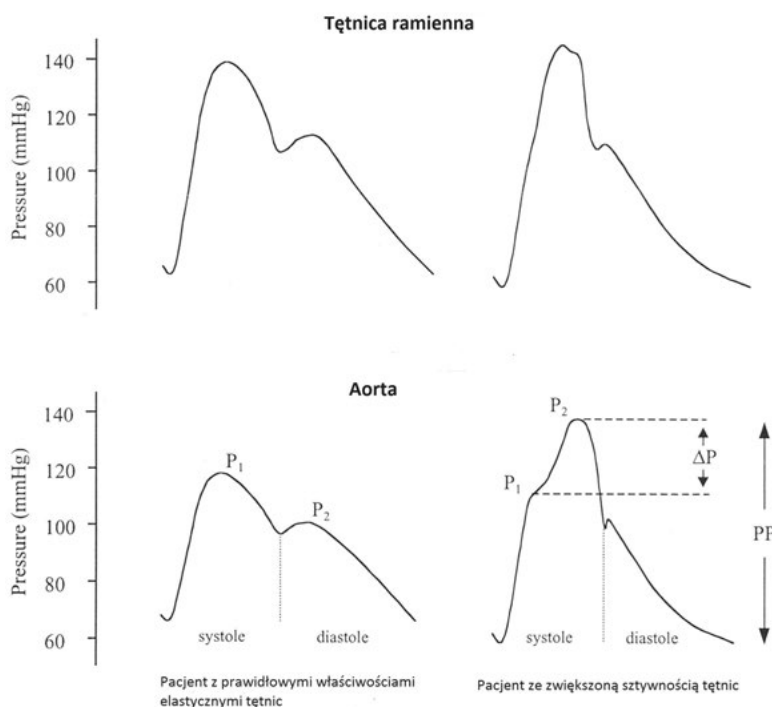 Tętnica ramienna
Pressure (mmHg)
140
120
100
80
60
Aorta
Pressure (mmHg)
140
120
100
80
60
P₁
P₂
systole
diastole
P₂
P₁
ΔP
PP
systole
diastole
Pacjent z prawidłowymi właściwościami
elastycznymi tętnic
Pacjent ze zwiększoną sztywnością tętnic